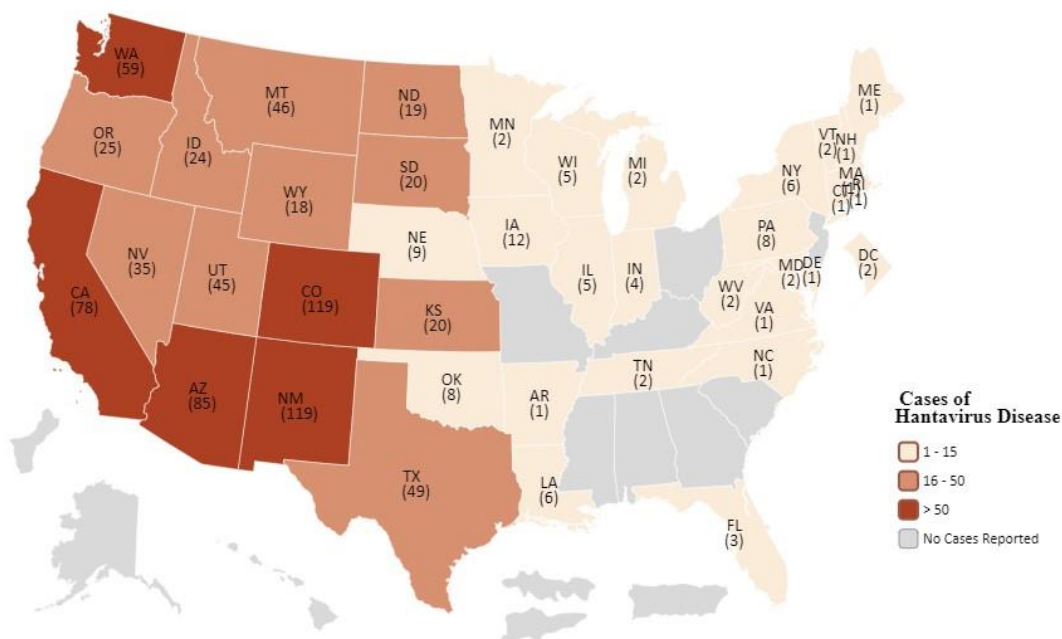 WA
(59)
MT
(46)
ND
(19)
MN
(2)
ME
(1)
OR
(25)
ID
(24)
SD
(20)
WI
(5)
MI
(2)
VT
(2)
NH
(1)
NY
(6)
MA
(1)
RI
(1)
CT
(1)
WY
(18)
IA
(12)
NE
(9)
PA
(8)
NV
(35)
UT
(45)
CO
(119)
IL
(5)
IN
(4)
MD
(2)
DE
(1)
DC
(2)
CA
(78)
KS
(20)
WV
(2)
VA
(1)
AZ
(85)
NM
(119)
OK
(8)
AR
(1)
TN
(2)
NC
(1)
TX
(49)
LA
(6)
FL
(3)
Cases of
Hantavirus Disease
1 - 15
16 - 50
> 50
No Cases Reported